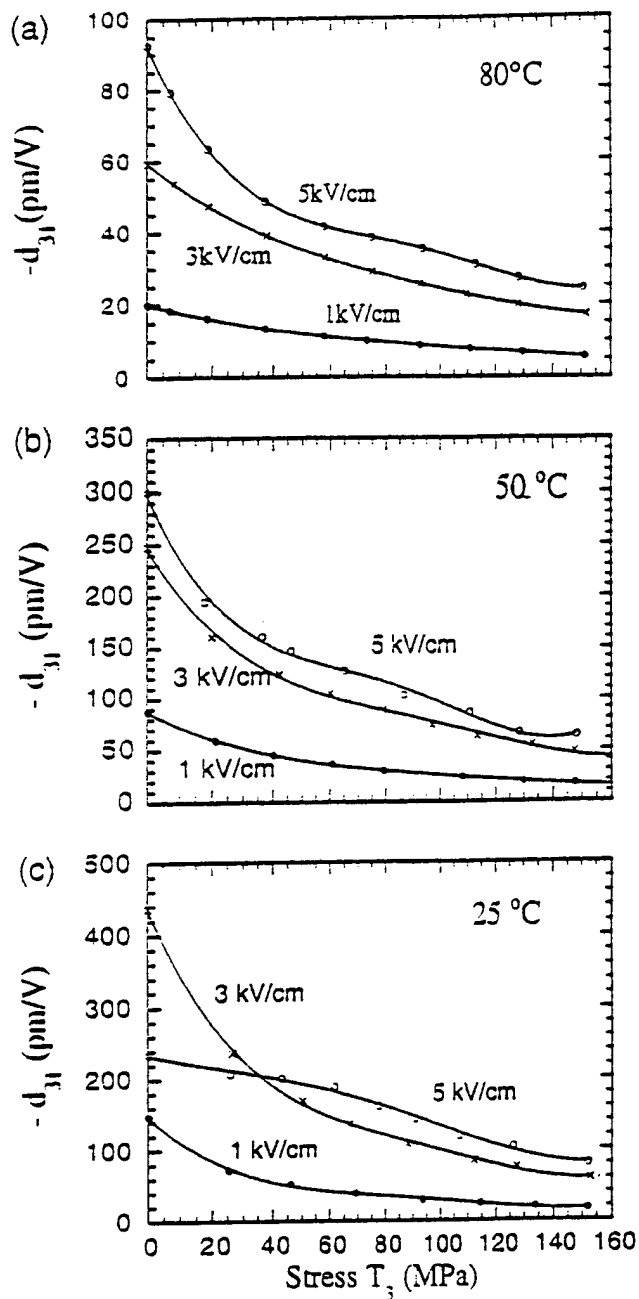 (a)
100
80
60
40
20
0
-d31 (pm/V)
80°C
5kV/cm
3kV/cm
1kV/cm
(b)
350
300
250
200
150
100
50
0
- d31 (pm/V)
50 °C
5 kV/cm
3 kV/cm
1 kV/cm
(c)
500
400
300
200
100
0
- d31 (pm/V)
25 °C
3 kV/cm
5 kV/cm
1 kV/cm
0 20 40 60 80 100 120 140 160
Stress T3 (MPa)